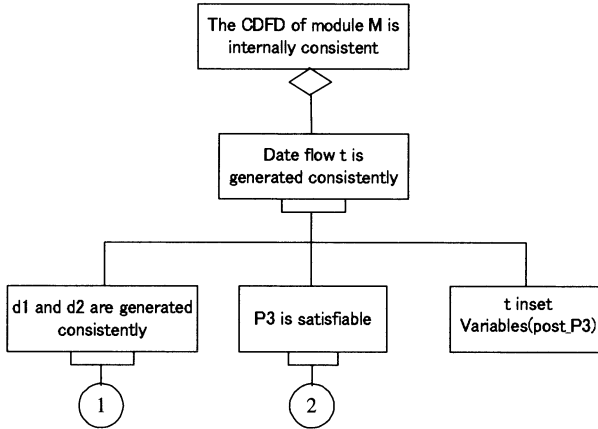 The CDFD of module M is
internally consistent
Date flow t is
generated consistently
d1 and d2 are generated
consistently
P3 is satisfiable
t inset
Variables(post_P3)
1
2